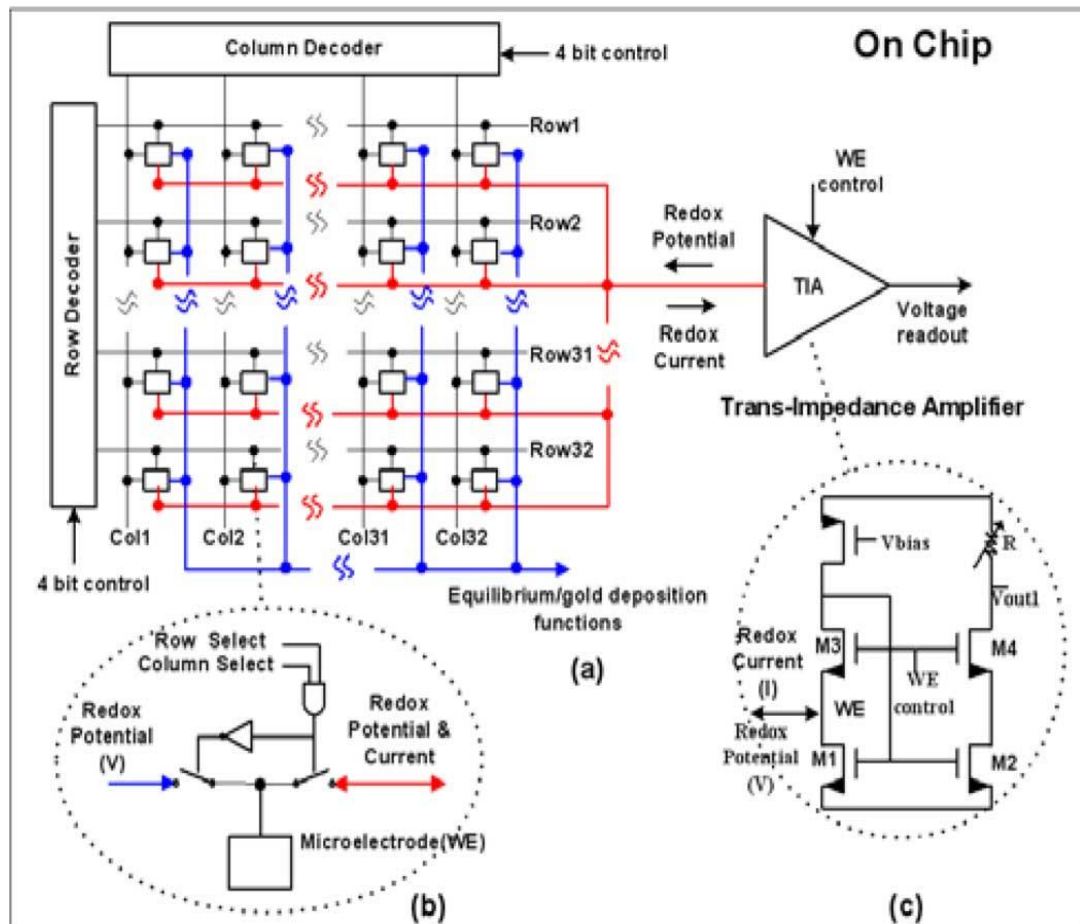 Column Decoder
4 bit control
On Chip
Row Decoder
Row1
Row2
Row31
Row32
WE
control
Redox
Potential
Redox
Current
TIA
Voltage
readout
Trans-Impedance Amplifier
Col1
Col2
Col31
Col32
4 bit control
Equilibrium/gold deposition
functions
(a)
Row Select
Column Select
Redox
Potential
(V)
Redox
Potential &
Current
Microelectrode(WE)
(b)
Vbias
R
Vout1
M3
M4
Redox
Current
(I)
WE
control
WE
Redox
Potential
(V)
M1
M2
(c)